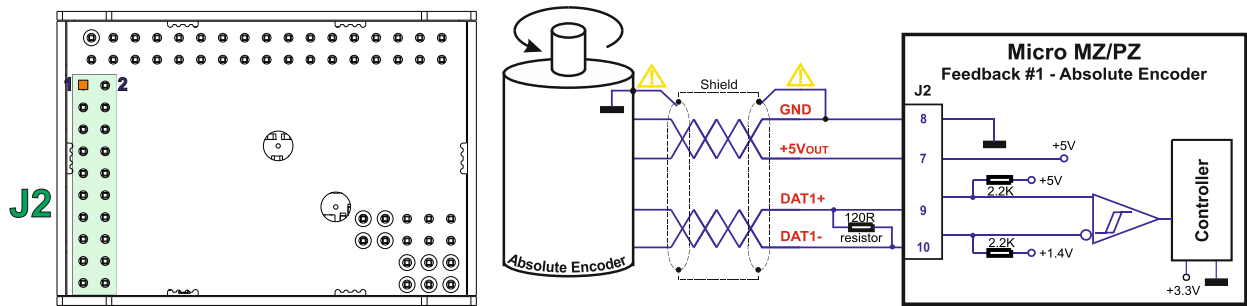 1 2
J2
Absolute Encoder
Shield
GND
+5VOUT
DAT1+
120R
resistor
DAT1-
Micro MZ/PZ
Feedback #1 - Absolute Encoder
J2
8
7
9
10
+5V
+5V
2.2K
2.2K
+1.4V
Controller
+3.3V